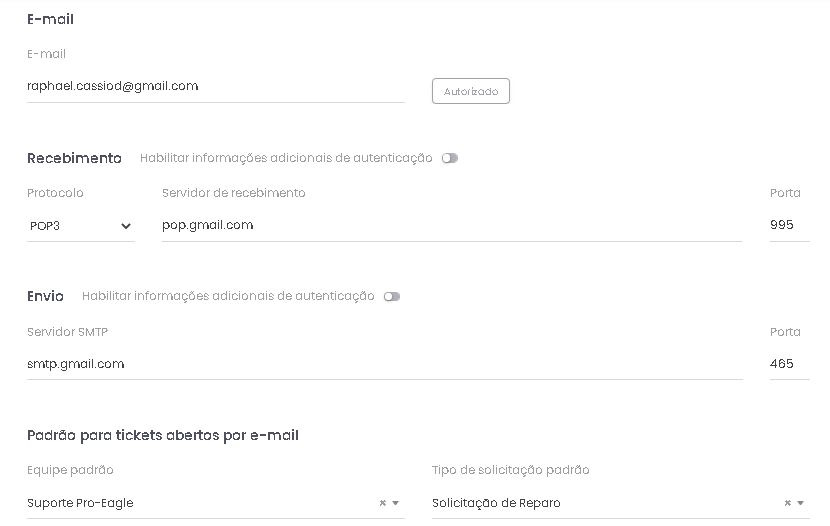 E-mail
E-mail
raphael.cassiod@gmail.com
Autorizado
Recebimento Habilitar informações adicionais de autenticação
Protocolo Servidor de recebimento Porta
POP3 pop.gmail.com 995
Envio Habilitar informações adicionais de autenticação
Servidor SMTP Porta
smtp.gmail.com 465
Padrão para tickets abertos por e-mail
Equipe padrão Tipo de solicitação padrão
Suporte Pro-Eagle × Solicitação de Reparo ×